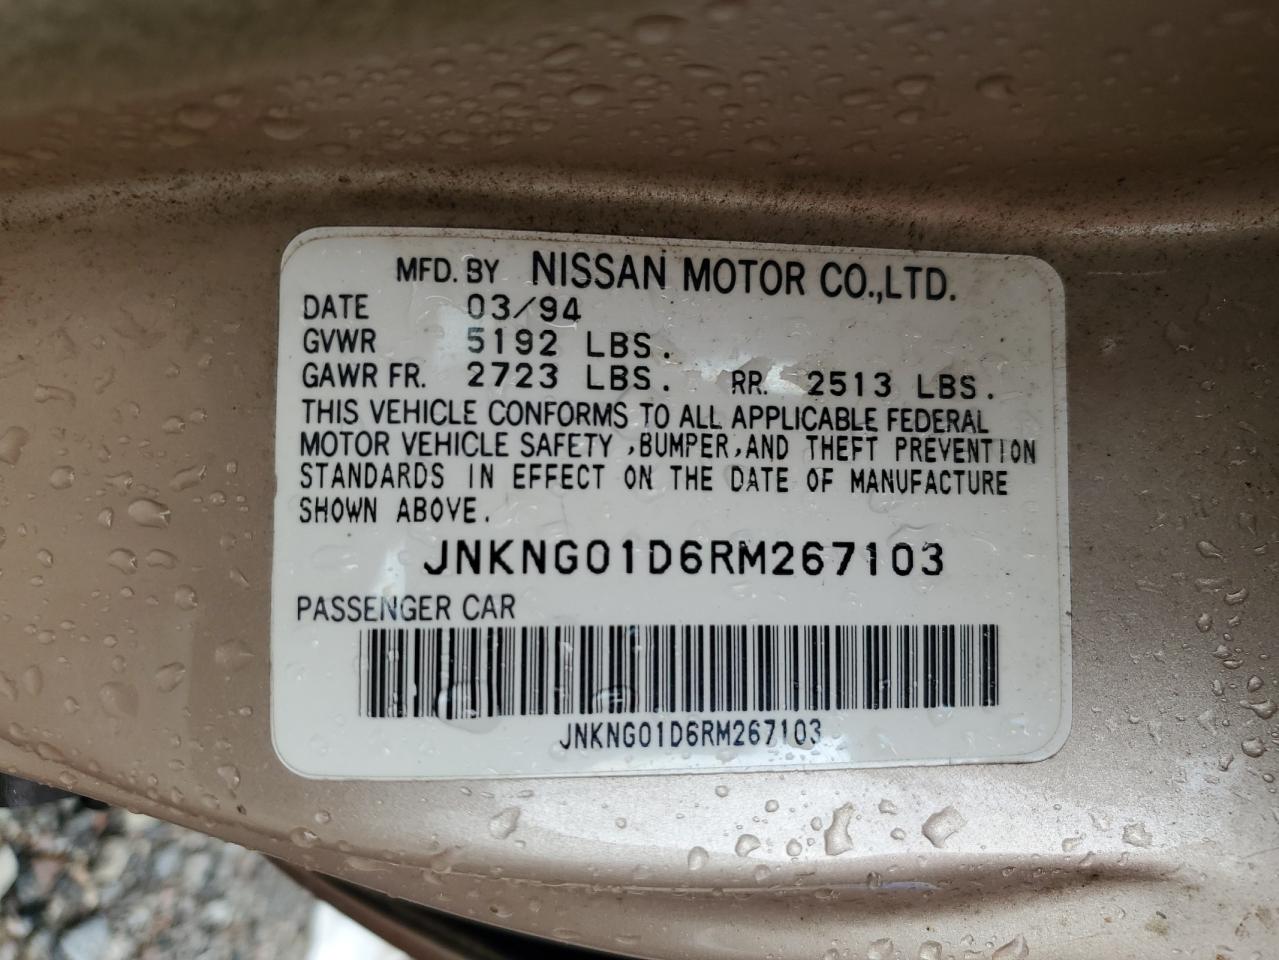 MFD. BY NISSAN MOTOR CO.,LTD.
DATE 03/94
GVWR 5192 LBS.
GAWR FR. 2723 LBS. RR. 2513 LBS.
THIS VEHICLE CONFORMS TO ALL APPLICABLE FEDERAL
MOTOR VEHICLE SAFETY ,BUMPER,AND THEFT PREVENTION
STANDARDS IN EFFECT ON THE DATE OF MANUFACTURE
SHOWN ABOVE.
JNKNG01D6RM267103
PASSENGER CAR
JNKNG01D6RM267103